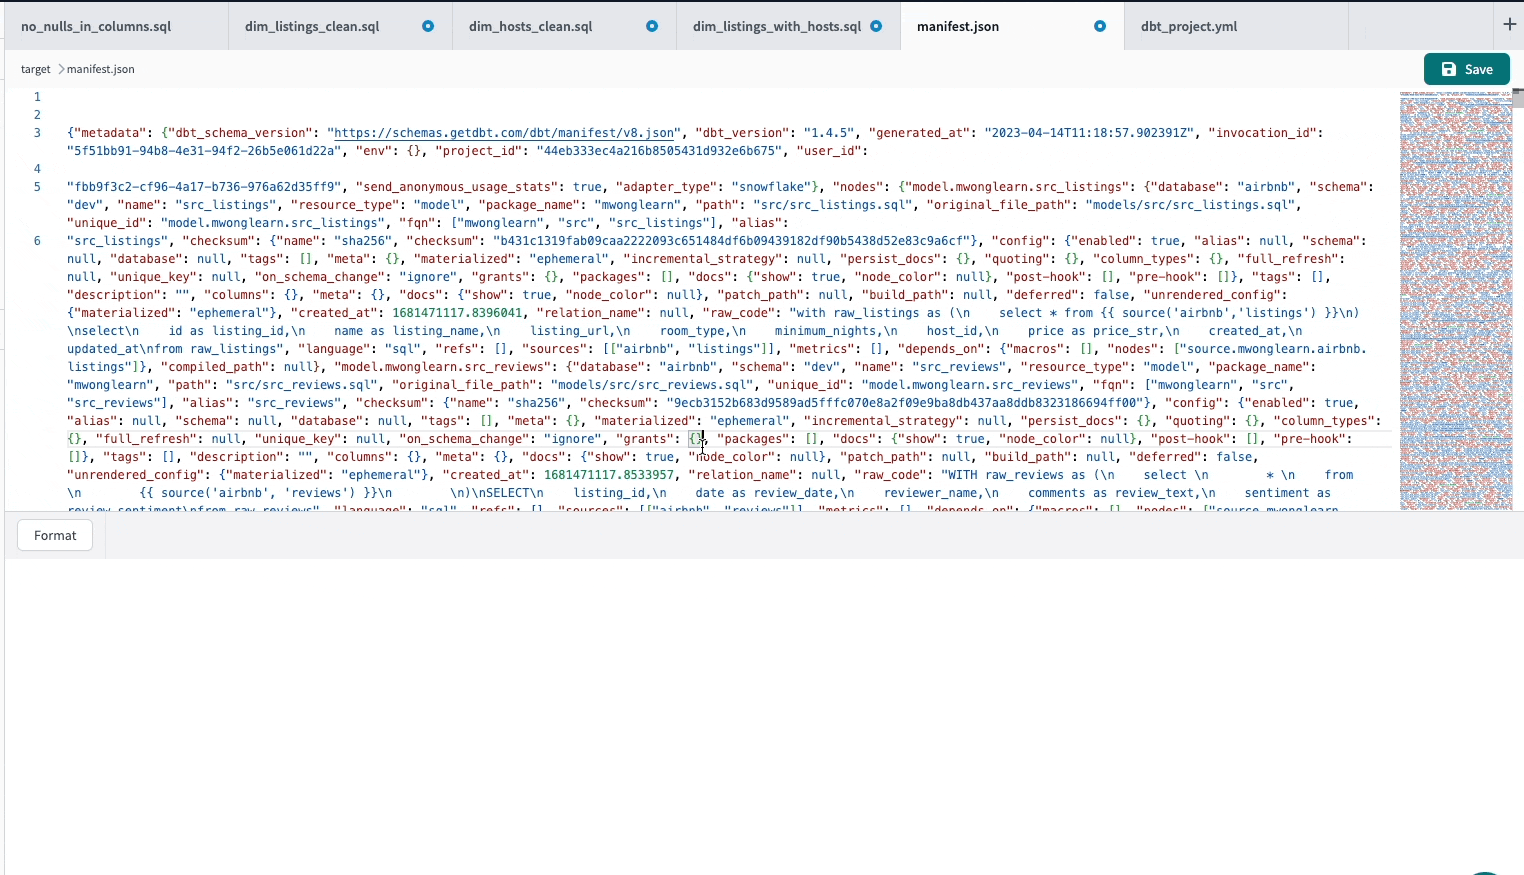 no_nulls_in_columns.sql
dim_listings_clean.sql
dim_hosts_clean.sql
dim_listings_with_hosts.sql
manifest.json
dbt_project.yml
target > manifest.json
Save
1
2
3 {"metadata": {"dbt_schema_version": "https://schemas.getdbt.com/dbt/manifest/v8.json", "dbt_version": "1.4.5", "generated_at": "2023-04-14T11:18:57.902391Z", "invocation_id":
"5f51bb91-94b8-4e31-94f2-26b5e061d22a", "env": {}, "project_id": "44eb333ec4a216b8505431d932e6b675", "user_id":
4
5 "fbb9f3c2-cf96-4a17-b736-976a62d35ff9", "send_anonymous_usage_stats": true, "adapter_type": "snowflake"}, "nodes": {"model.mwonglearn.src_listings": {"database": "airbnb", "schema":
"dev", "name": "src_listings", "resource_type": "model", "package_name": "mwonglearn", "path": "src/src_listings.sql", "original_file_path": "models/src/src_listings.sql",
"unique_id": "model.mwonglearn.src_listings", "fqn": ["mwonglearn", "src", "src_listings"], "alias":
6 "src_listings", "checksum": {"name": "sha256", "checksum": "b431c1319fab09caa2222093c651484df6b09439182df90b5438d52e83c9a6cf"}, "config": {"enabled": true, "alias": null, "schema":
null, "database": null, "tags": [], "meta": {}, "materialized": "ephemeral", "incremental_strategy": null, "persist_docs": {}, "quoting": {}, "column_types": {}, "full_refresh":
null, "unique_key": null, "on_schema_change": "ignore", "grants": {}, "packages": [], "docs": {"show": true, "node_color": null}, "post-hook": [], "pre-hook": []}, "tags": [],
"description": "", "columns": {}, "meta": {}, "docs": {"show": true, "node_color": null}, "patch_path": null, "build_path": null, "deferred": false, "unrendered_config":
{"materialized": "ephemeral"}, "created_at": 1681471117.8396041, "relation_name": null, "raw_code": "with raw_listings as (\n    select * from {{ source('airbnb','listings') }}\n)
\nselect\n    id as listing_id,\n    name as listing_name,\n    listing_url,\n    room_type,\n    minimum_nights,\n    host_id,\n    price as price_str,\n    created_at,\n
updated_at\nfrom raw_listings", "language": "sql", "refs": [], "sources": [["airbnb", "listings"]], "metrics": [], "depends_on": {"macros": [], "nodes": ["source.mwonglearn.airbnb.
listings"]}, "compiled_path": null}, "model.mwonglearn.src_reviews": {"database": "airbnb", "schema": "dev", "name": "src_reviews", "resource_type": "model", "package_name":
"mwonglearn", "path": "src/src_reviews.sql", "original_file_path": "models/src/src_reviews.sql", "unique_id": "model.mwonglearn.src_reviews", "fqn": ["mwonglearn", "src",
"src_reviews"], "alias": "src_reviews", "checksum": {"name": "sha256", "checksum": "9ecb3152b683d9589ad5fffc070e8a2f09e9ba8db437aa8ddb8323186694ff00"}, "config": {"enabled": true,
"alias": null, "schema": null, "database": null, "tags": [], "meta": {}, "materialized": "ephemeral", "incremental_strategy": null, "persist_docs": {}, "quoting": {}, "column_types":
{}, "full_refresh": null, "unique_key": null, "on_schema_change": "ignore", "grants": {}, "packages": [], "docs": {"show": true, "node_color": null}, "post-hook": [], "pre-hook":
[]}, "tags": [], "description": "", "columns": {}, "meta": {}, "docs": {"show": true, "node_color": null}, "patch_path": null, "build_path": null, "deferred": false,
"unrendered_config": {"materialized": "ephemeral"}, "created_at": 1681471117.8533957, "relation_name": null, "raw_code": "WITH raw_reviews as (\n    select \n        * \n    from
\n        {{ source('airbnb', 'reviews') }}\n        \n)\nSELECT\n    listing_id,\n    date as review_date,\n    reviewer_name,\n    comments as review_text,\n    sentiment as
review_sentiment\nfrom raw_reviews", "language": "sql", "refs": [], "sources": [["airbnb", "reviews"]], "metrics": [], "depends_on": {"macros": [], "nodes": ["source.mwonglearn.
Format